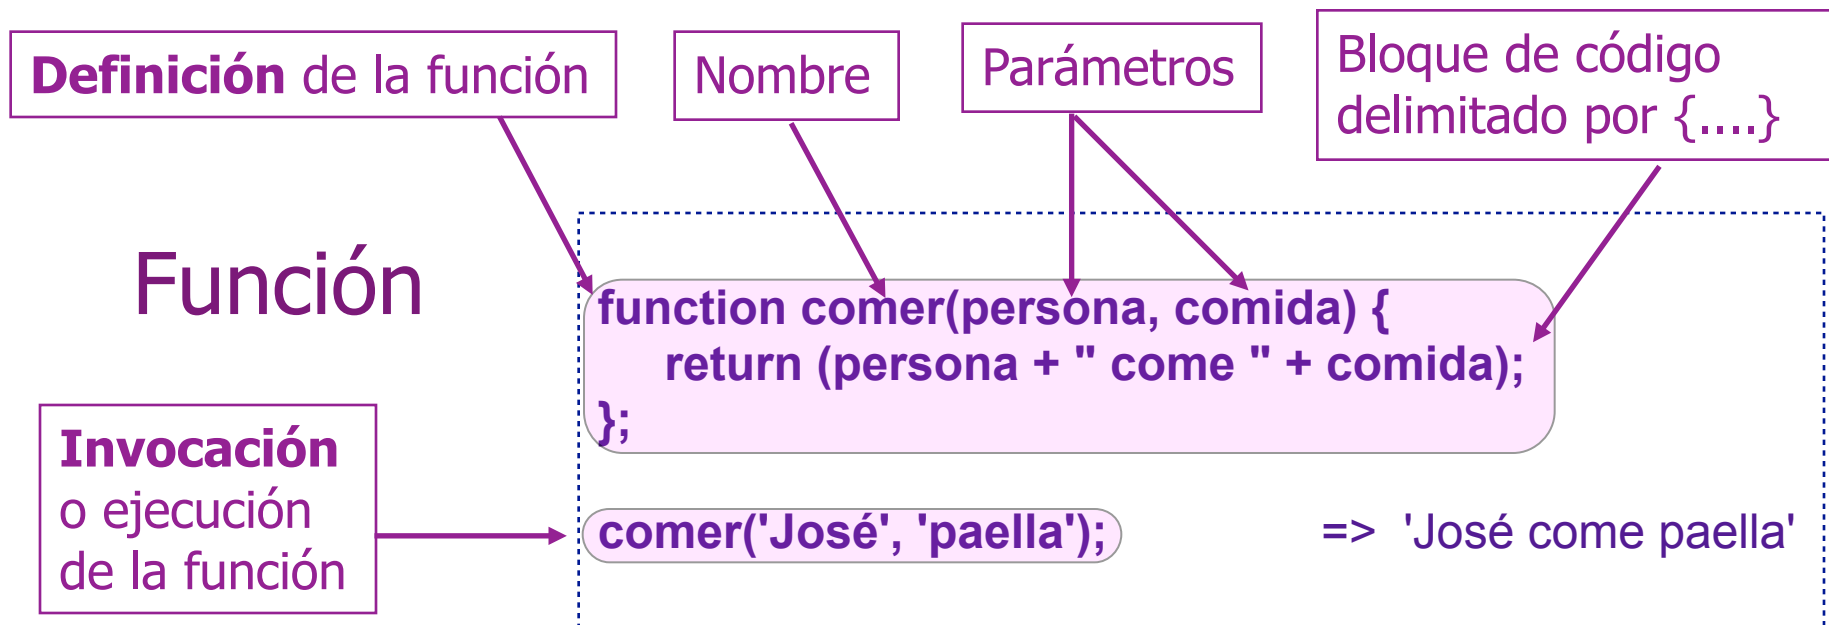 Definición de la función
Nombre
Parámetros
Bloque de código
delimitado por {....}
Función
function comer(persona, comida) {
return (persona + " come " + comida);
};
Invocación
o ejecución
de la función
comer('José', 'paella');
=> 'José come paella'